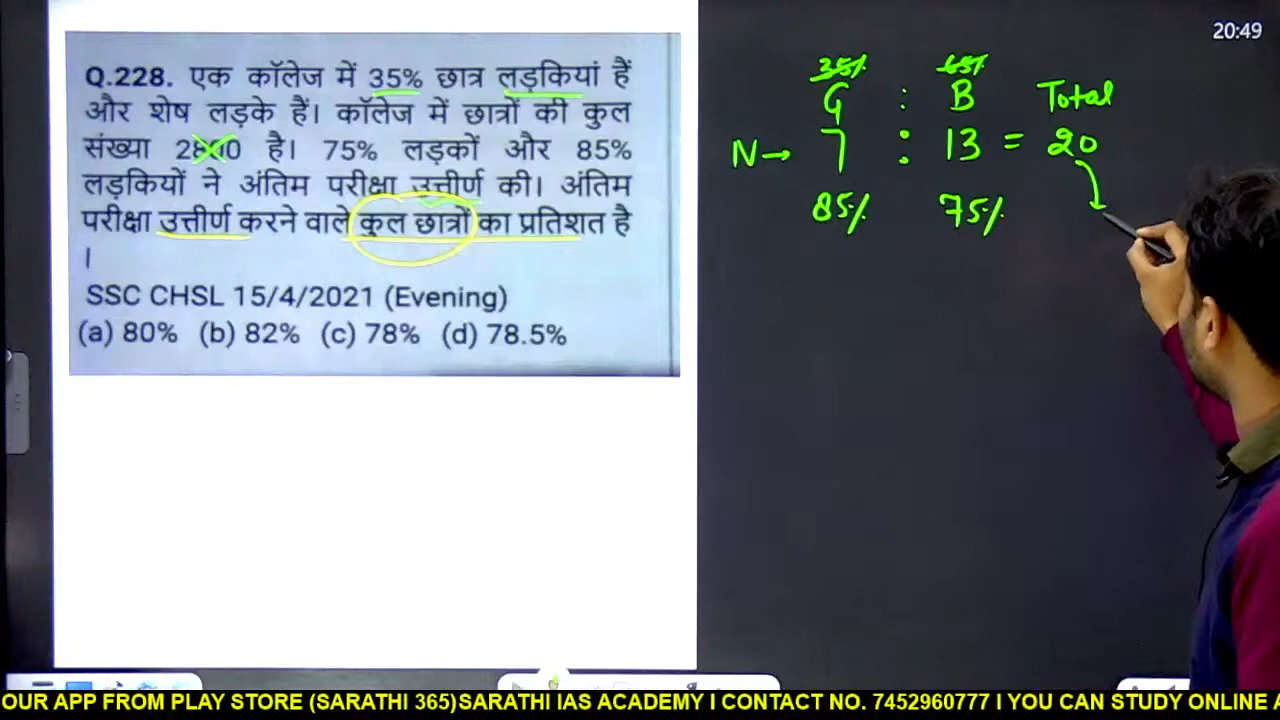 20:49
Q.228. एक कॉलेज में 35% छात्र लड़कियां हैं
और शेष लड़के हैं। कॉलेज में छात्रों की कुल
संख्या 2800 है। 75% लड़कों और 85%
लड़कियों ने अंतिम परीक्षा उत्तीर्ण की। अंतिम
परीक्षा उत्तीर्ण करने वाले कुल छात्रों का प्रतिशत है
।
SSC CHSL 15/4/2021 (Evening)
(a) 80% (b) 82% (c) 78% (d) 78.5%
35% 65%
G : B Total
N→ 7 : 13 = 20
85% 75%
OUR APP FROM PLAY STORE (SARATHI 365)SARATHI IAS ACADEMY I CONTACT NO. 7452960777 I YOU CAN STUDY ONLINE